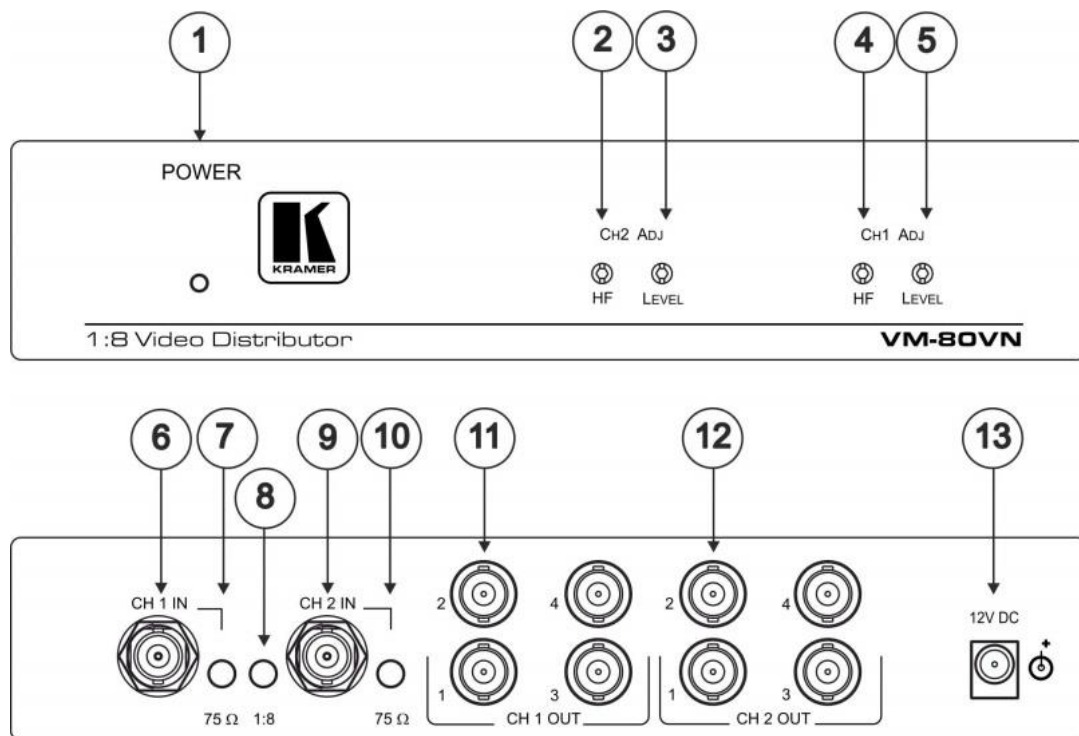 1 2 3 4 5
POWER
KRAMER
CH2 ADJ CH1 ADJ
HF LEVEL HF LEVEL
1:8 Video Distributor VM-80VN
6 7 8 9 10 11 12 13
CH 1 IN CH 2 IN 2 4 2 4 12V DC
+
1 3 1 3
75 Ω 1:8 75 Ω CH 1 OUT CH 2 OUT